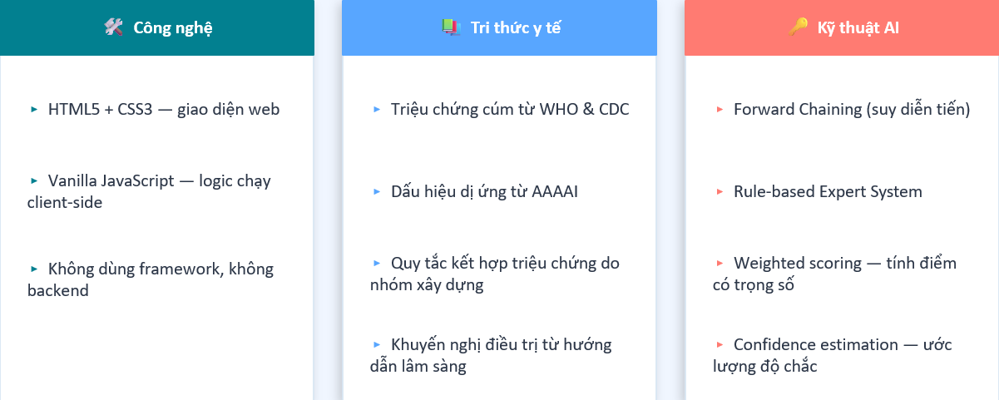 🛠️ Công nghệ
► HTML5 + CSS3 — giao diện web
► Vanilla JavaScript — logic chạy
client-side
► Không dùng framework, không
backend
📚 Tri thức y tế
► Triệu chứng cúm từ WHO & CDC
► Dấu hiệu dị ứng từ AAAAI
► Quy tắc kết hợp triệu chứng do
nhóm xây dựng
► Khuyến nghị điều trị từ hướng
dẫn lâm sàng
🔑 Kỹ thuật AI
► Forward Chaining (suy diễn tiến)
► Rule-based Expert System
► Weighted scoring — tính điểm
có trọng số
► Confidence estimation — ước
lượng độ chắc